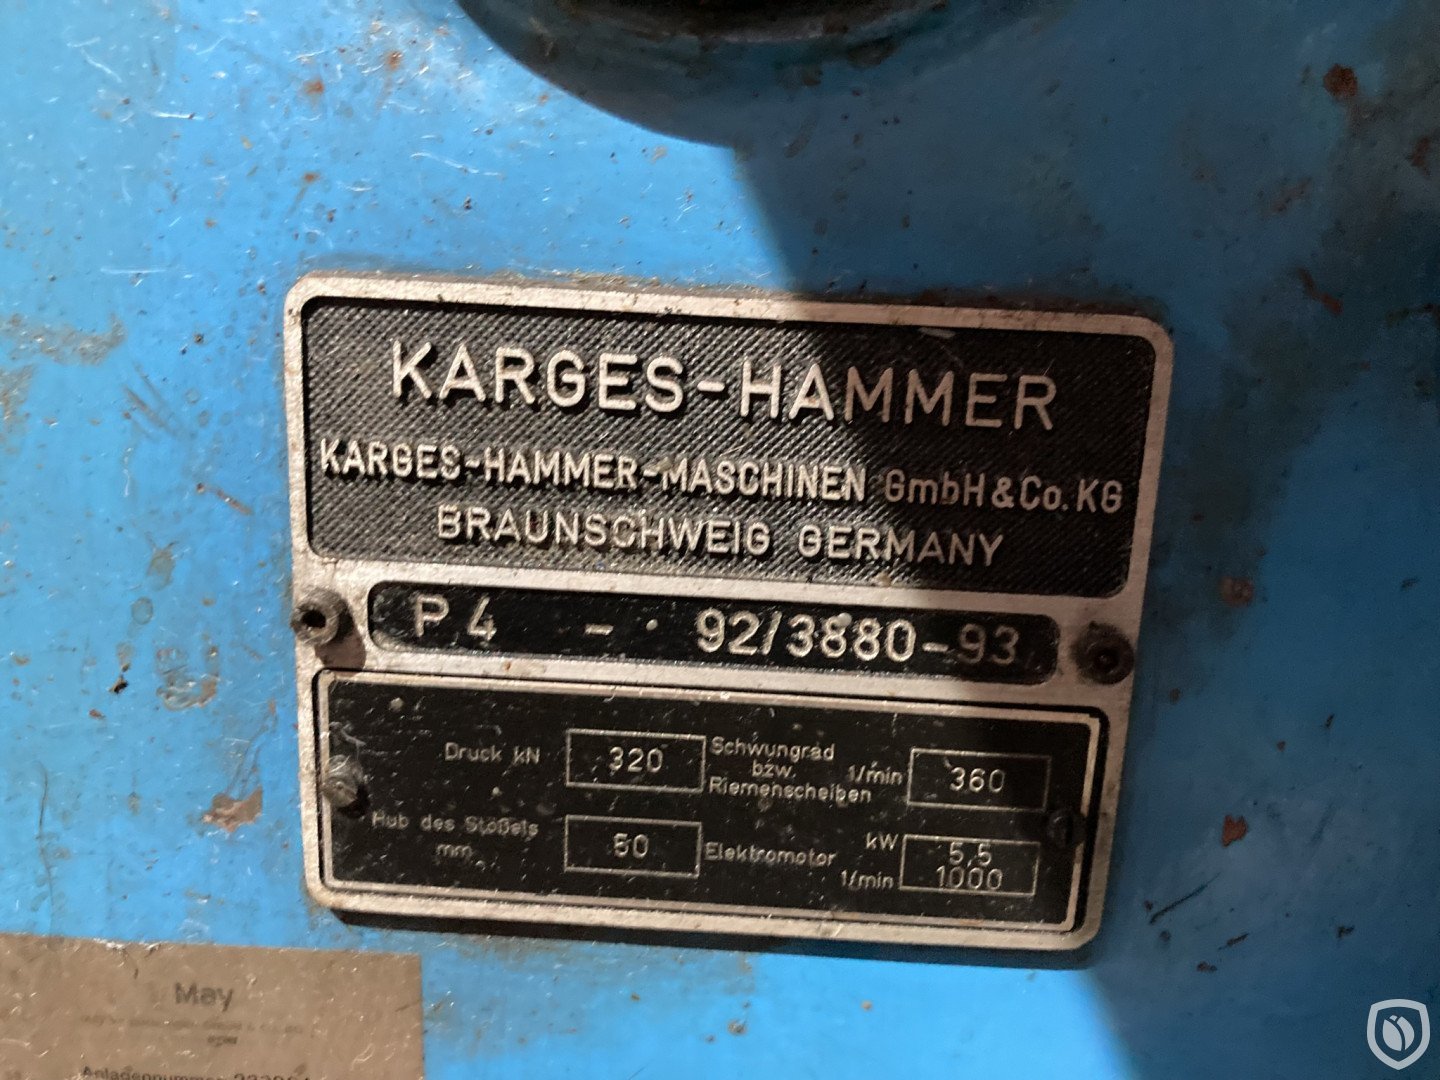 KARGES-HAMMER
KARGES-HAMMER-MASCHINEN GmbH & Co. KG
BRAUNSCHWEIG GERMANY
P 4 - 92/3880-93
Druck kN 320
Schwungrad
bzw.
Riemenscheiben 1/min 360
Hub des Stößels
mm 60
Elektromotor kW 5,5
1/min 1000
May